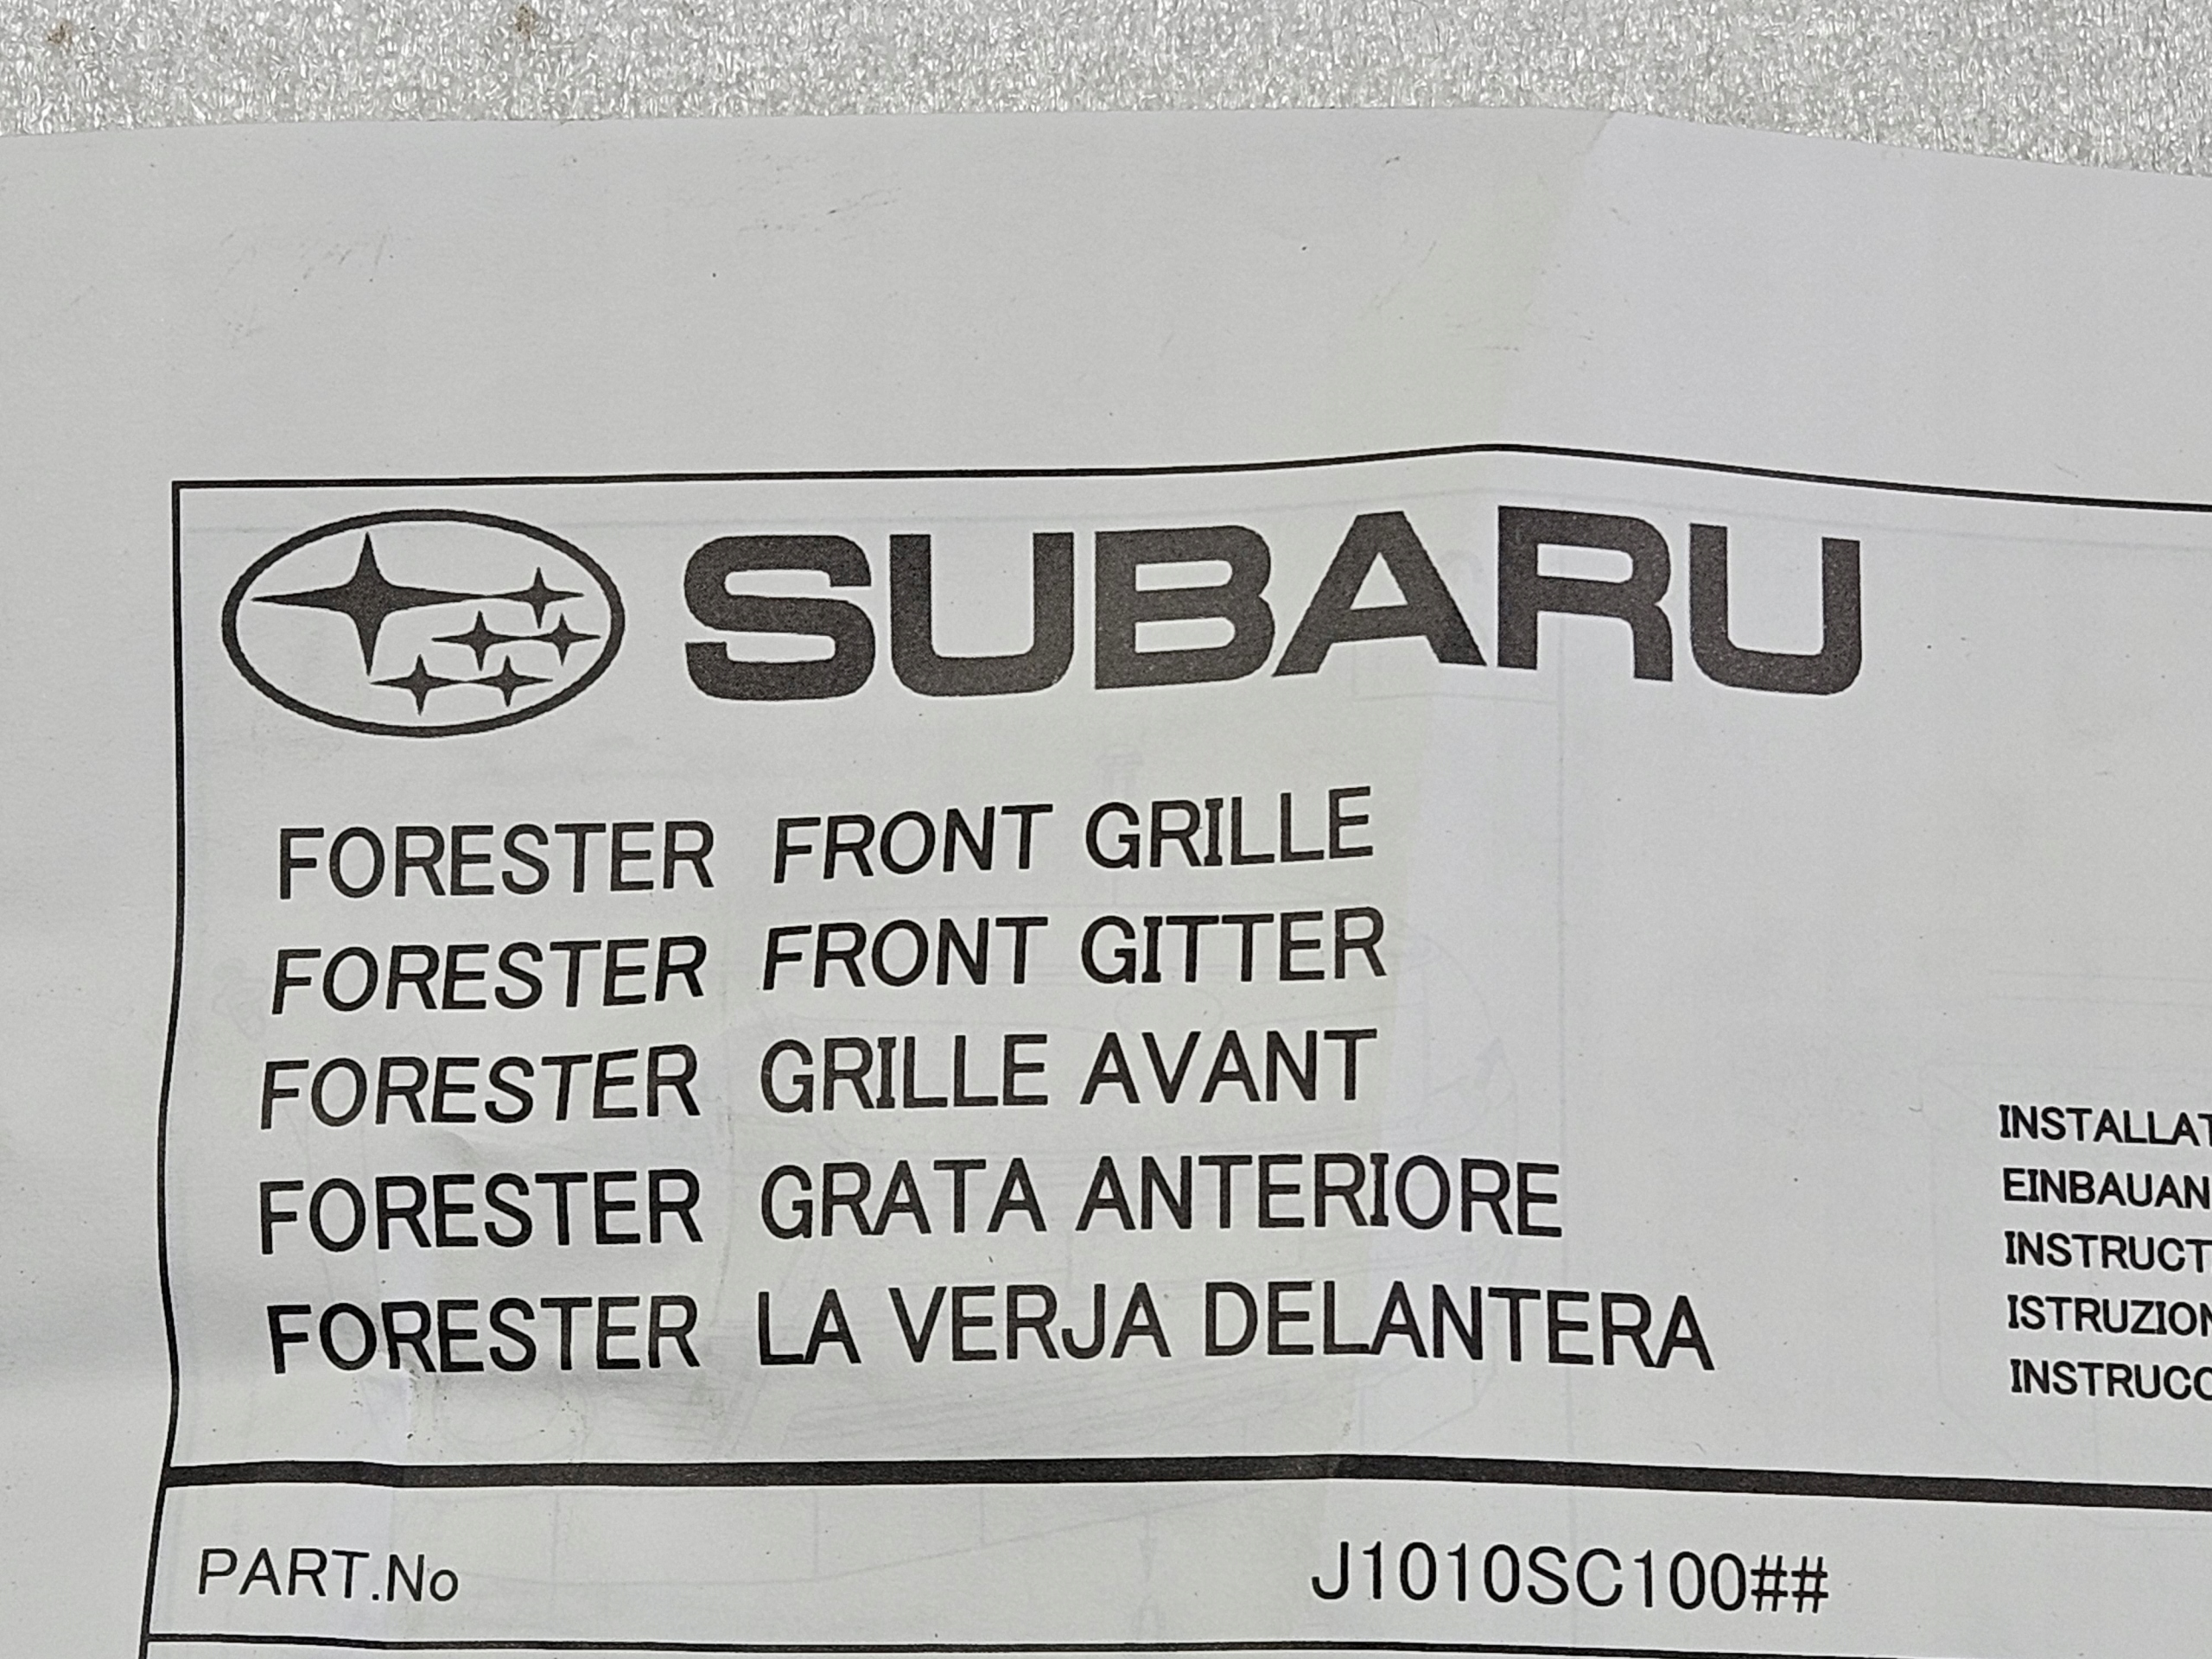 SUBARU
FORESTER FRONT GRILLE
FORESTER FRONT GITTER
FORESTER GRILLE AVANT
FORESTER GRATA ANTERIORE
FORESTER LA VERJA DELANTERA
INSTALLAT
EINBAUAN
INSTRUCT
ISTRUZION
INSTRUCC
PART.No J1010SC100##